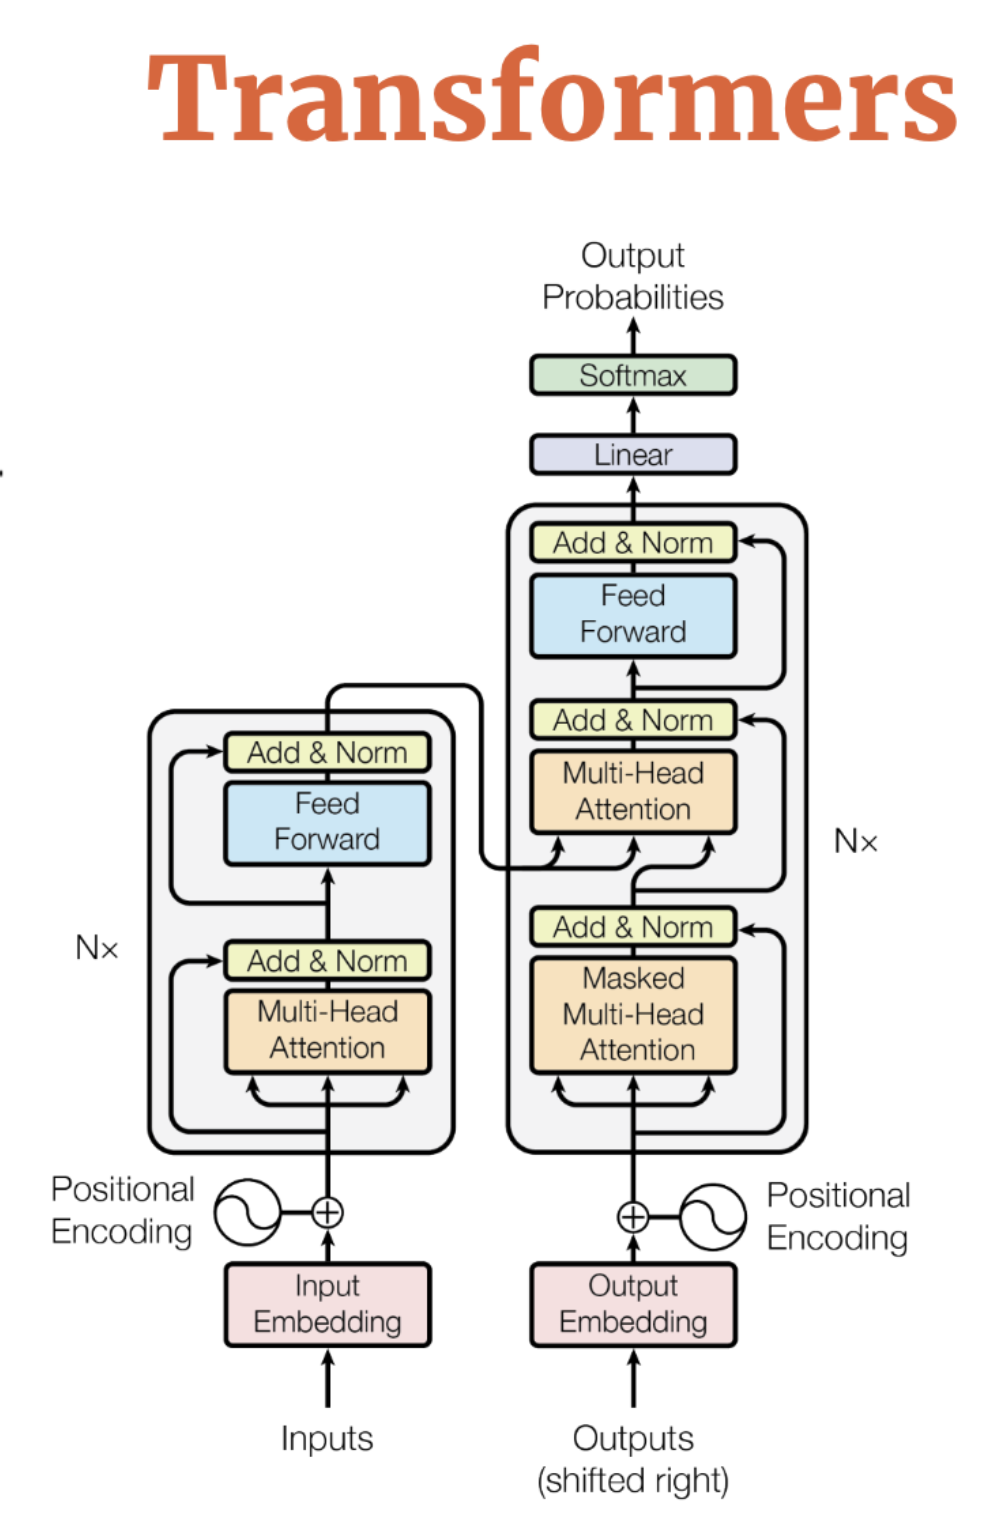 Transformers
Output
Probabilities
Softmax
Linear
Add & Norm
Feed
Forward
Add & Norm
Multi-Head
Attention
Nx
Add & Norm
Masked
Multi-Head
Attention
Add & Norm
Feed
Forward
Nx
Add & Norm
Multi-Head
Attention
Positional
Encoding
Positional
Encoding
Input
Embedding
Output
Embedding
Inputs
Outputs
(shifted right)